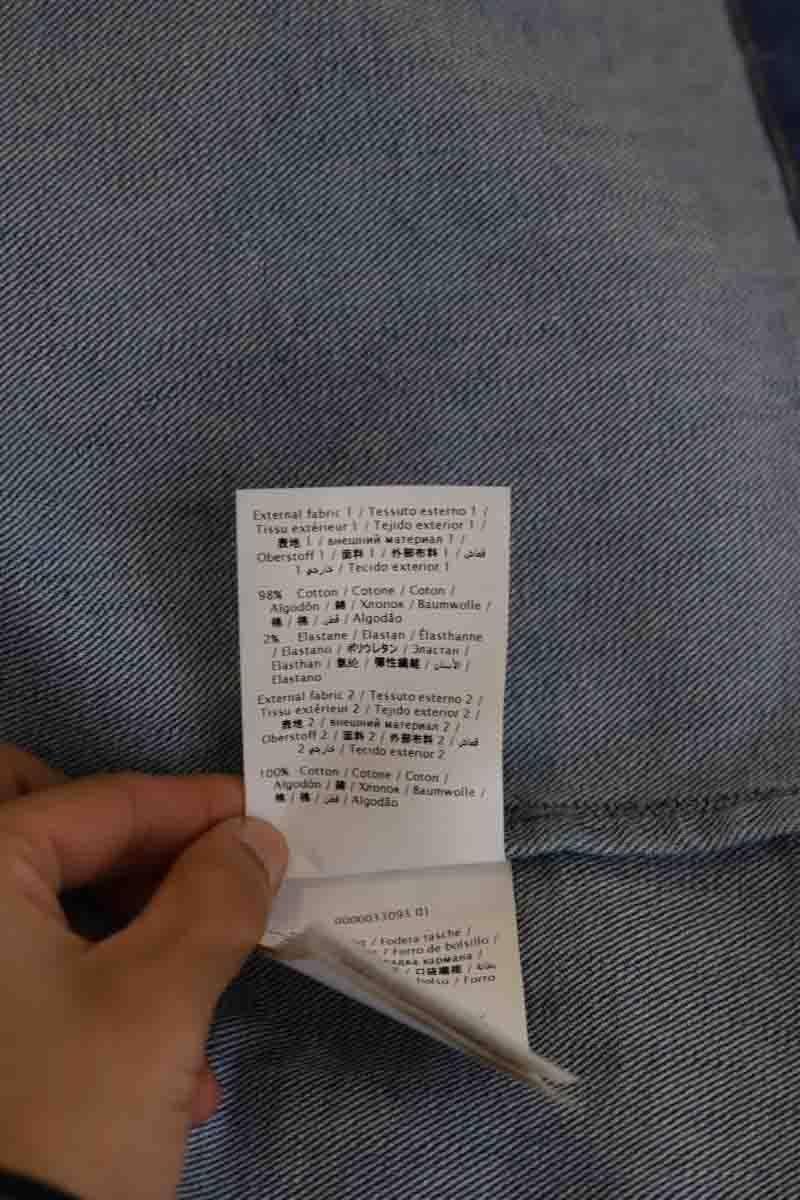 External fabric 1 / Tessuto esterno 1 /
Tissu extérieur 1 / Tejido exterior 1 /
表地 1 / внешний материал 1 /
Oberstoff 1 / 面料 1 / 外部布料 1 / قماش
خارجي 1 / Tecido exterior 1
98% Cotton / Cotone / Coton /
Algodón / 綿 / Хлопок / Baumwolle /
棉 / 棉 / قطن / Algodão
2% Elastane / Elastan / Élasthanne
/ Elastano / ポリウレタン / Эластан /
Elasthan / 氨纶 / 彈性纖維 / الأستان /
Elastano
External fabric 2 / Tessuto esterno 2 /
Tissu extérieur 2 / Tejido exterior 2 /
表地 2 / внешний материал 2 /
Oberstoff 2 / 面料 2 / 外部布料 2 / قماش
خارجي 2 / Tecido exterior 2
100% Cotton / Cotone / Coton /
Algodón / 綿 / Хлопок / Baumwolle /
棉 / 棉 / قطن / Algodão
0000033093 01
/ Fodera tasche /
/ Forro de bolsillo /
кармана /
/ 口袋纖維 / بطانة
bolso / Forro